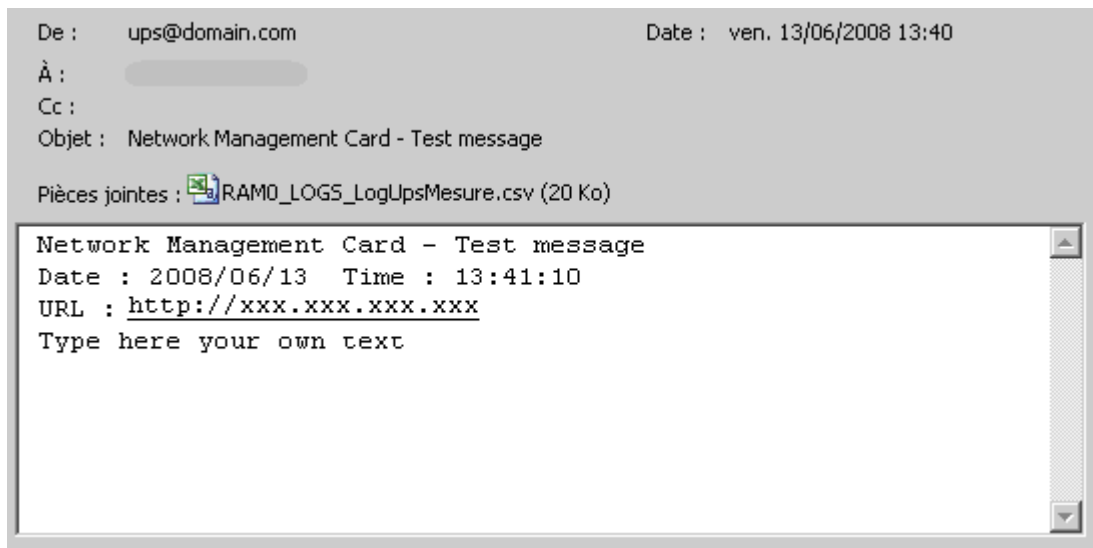 De : ups@domain.com Date : ven. 13/06/2008 13:40
À :
Cc :
Objet : Network Management Card - Test message
Pièces jointes : RAM0_LOGS_LogUpsMesure.csv (20 Ko)
Network Management Card - Test message
Date : 2008/06/13 Time : 13:41:10
URL : http://xxx.xxx.xxx.xxx
Type here your own text